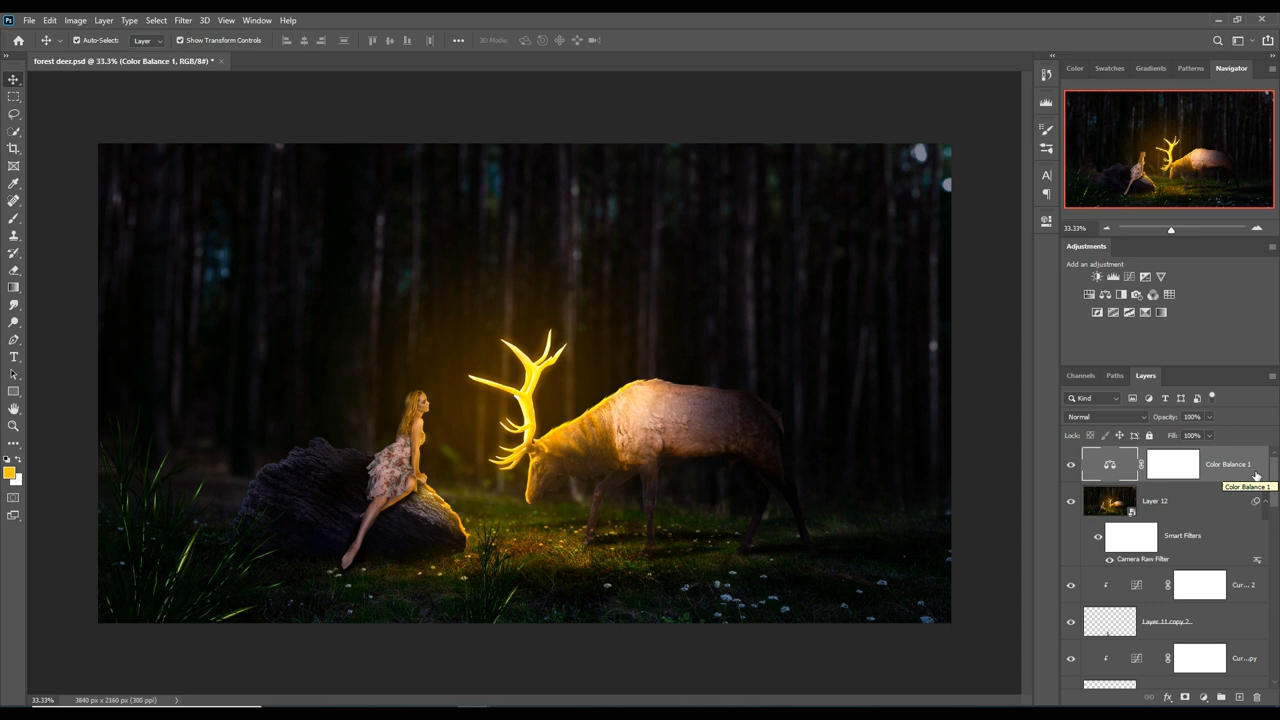 Ps File Edit Image Layer Type Select Filter 3D View Window Help
Auto-Select: Layer Show Transform Controls 3D Mode:
forest deer.psd @ 33.3% (Color Balance 1, RGB/8#) *
Color Swatches Gradients Patterns Navigator
33.33%
Adjustments
Add an adjustment
Channels Paths Layers
Kind
Normal Opacity: 100%
Lock: Fill: 100%
Color Balance 1
Color Balance 1
Layer 12
Smart Filters
Camera Raw Filter
Cur... 2
Layer 11 copy 2
Cur...py
33.33% 3840 px x 2160 px (300 ppi)